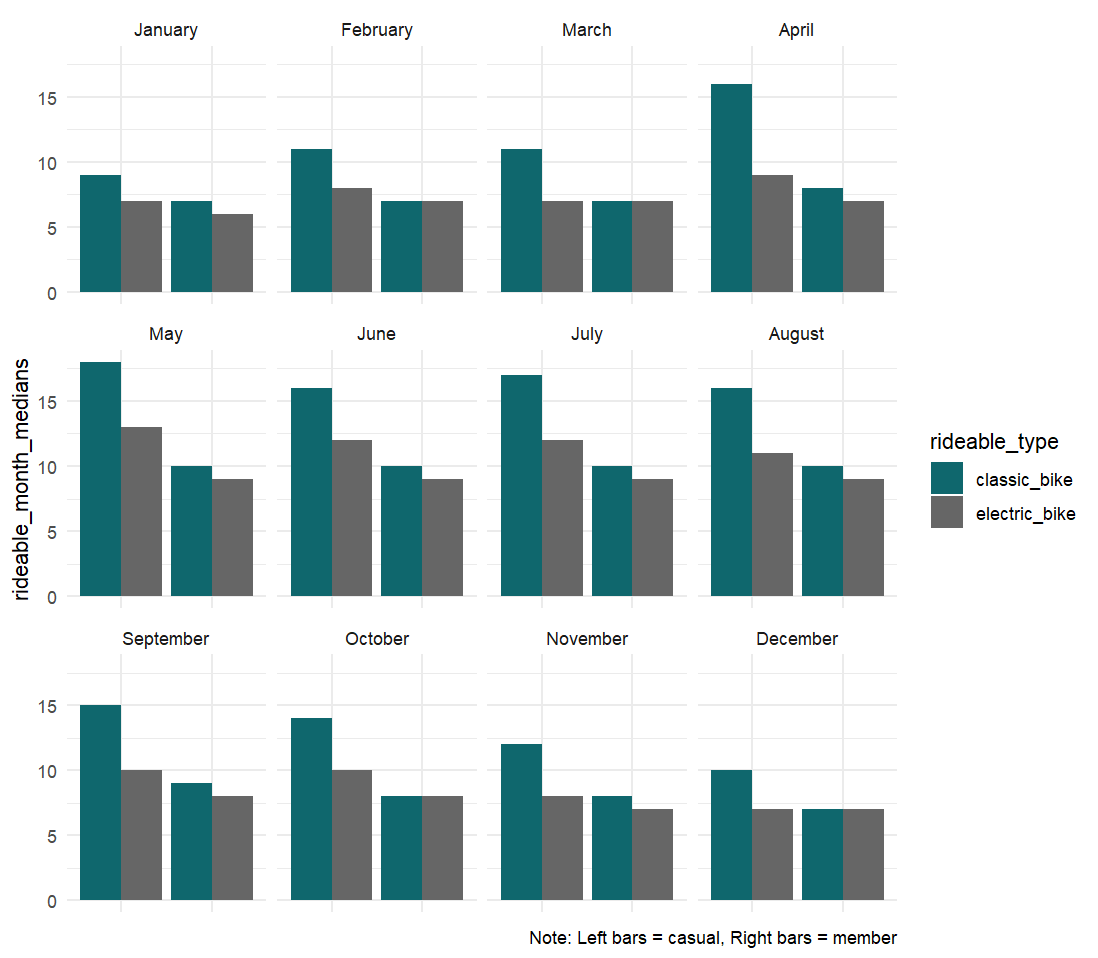 January February March April
15
10
5
0
May June July August
rideable_month_medians
15
10
5
0
rideable_type
classic_bike
electric_bike
September October November December
15
10
5
0
Note: Left bars = casual, Right bars = member